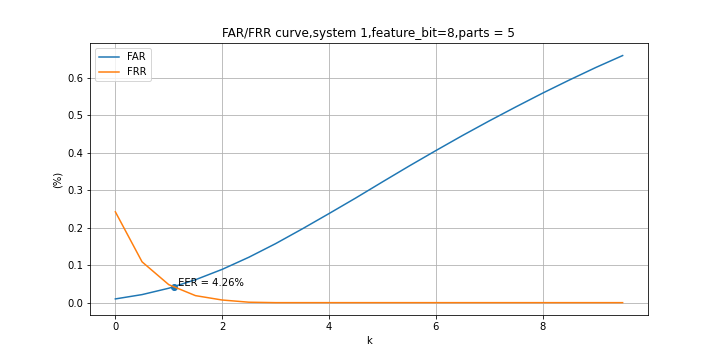 FAR/FRR curve,system 1,feature_bit=8,parts = 5
FAR
FRR
(%)
0.6
0.5
0.4
0.3
0.2
0.1
0.0
EER = 4.26%
0 2 4 6 8
k